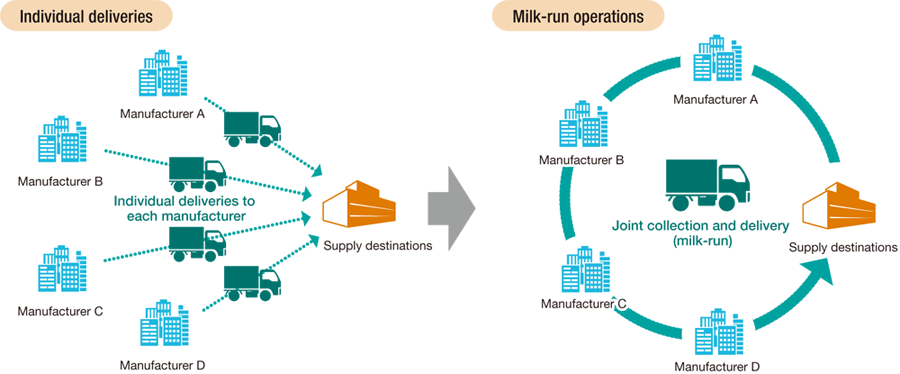 Individual deliveries
Manufacturer A
Manufacturer B
Individual deliveries to
each manufacturer
Supply destinations
Manufacturer C
Manufacturer D
Milk-run operations
Manufacturer A
Manufacturer B
Joint collection and delivery
(milk-run)
Supply destinations
Manufacturer C
Manufacturer D